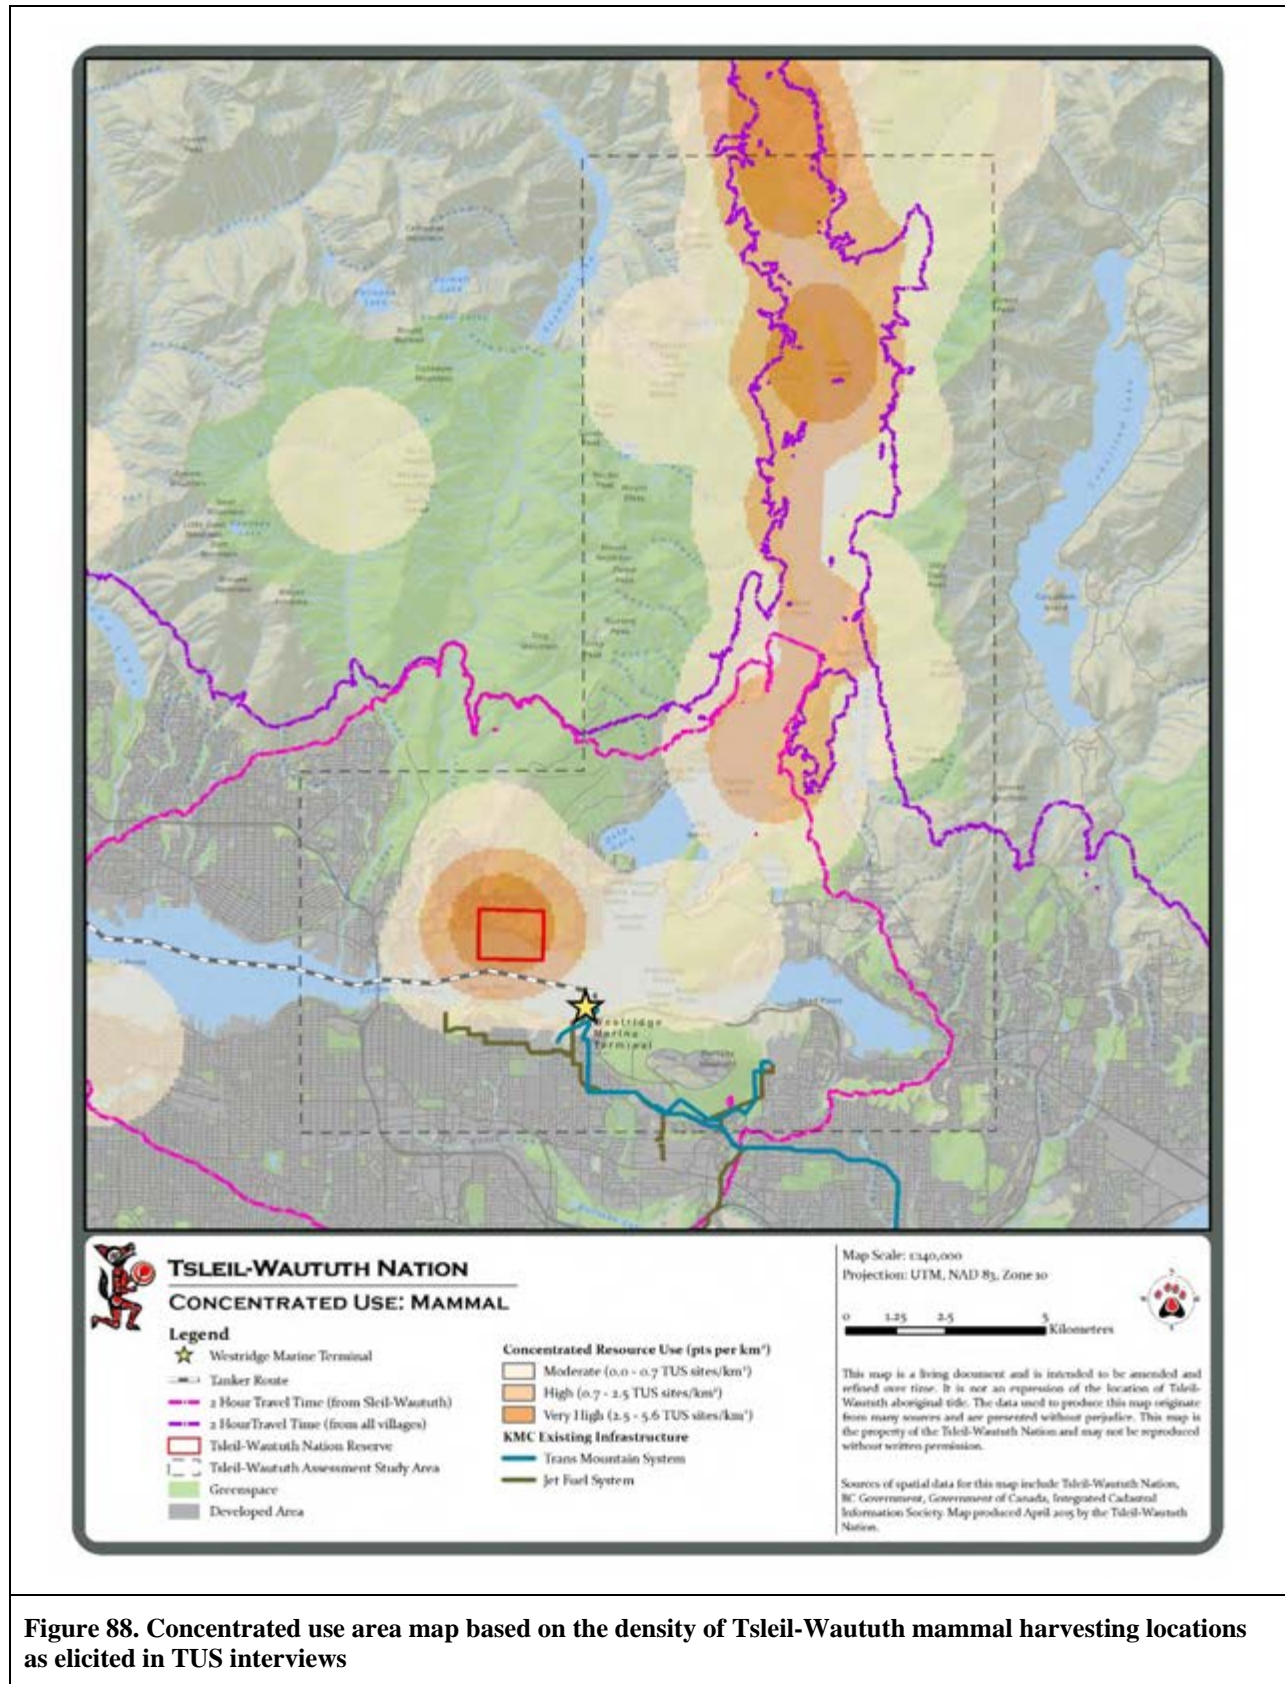 Westridge
Marine
Terminal
TSLEIL-WAUTUTH NATION
CONCENTRATED USE: MAMMAL
Legend
Westridge Marine Terminal
Tanker Route
2 Hour Travel Time (from Sleil-Waututh)
2 HourTravel Time (from all villages)
Tsleil-Waututh Nation Reserve
Tsleil-Waututh Assessment Study Area
Greenspace
Developed Area
Concentrated Resource Use (pts per km²)
Moderate (0.0 - 0.7 TUS sites/km²)
High (0.7 - 2.5 TUS sites/km²)
Very High (2.5 - 5.6 TUS sites/km²)
KMC Existing Infrastructure
Trans Mountain System
Jet Fuel System
Map Scale: 1:140,000
Projection: UTM, NAD 83, Zone 10
0 1.25 2.5 5
Kilometers
This map is a living document and is intended to be amended and
refined over time. It is not an expression of the location of Tsleil-
Waututh aboriginal title. The data used to produce this map originate
from many sources and are presented without prejudice. This map is
the property of the Tsleil-Waututh Nation and may not be reproduced
without written permission.
Sources of spatial data for this map include Tsleil-Waututh Nation,
BC Government, Government of Canada, Integrated Cadastral
Information Society. Map produced April 2015 by the Tsleil-Waututh
Nation.
Figure 88. Concentrated use area map based on the density of Tsleil-Waututh mammal harvesting locations
as elicited in TUS interviews